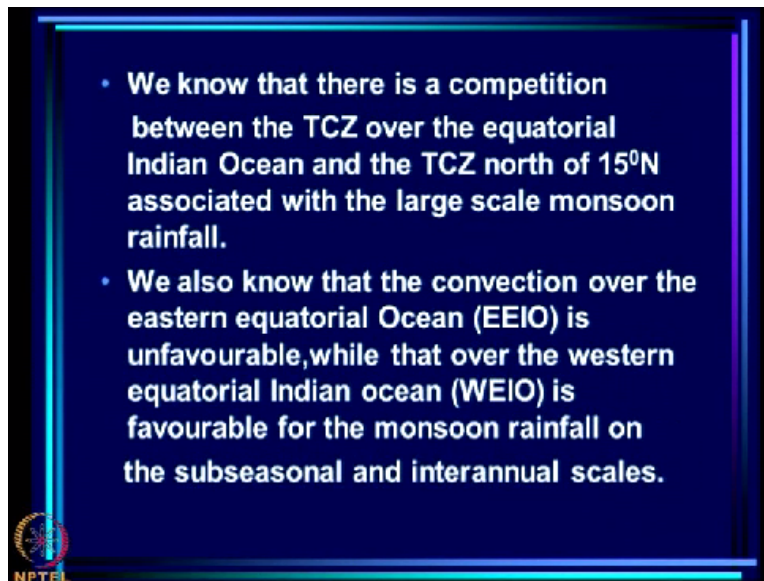 • We know that there is a competition
between the TCZ over the equatorial
Indian Ocean and the TCZ north of 15⁰N
associated with the large scale monsoon
rainfall.
• We also know that the convection over the
eastern equatorial Ocean (EEIO) is
unfavourable,while that over the western
equatorial Indian ocean (WEIO) is
favourable for the monsoon rainfall on
the subseasonal and interannual scales.
NPTEL